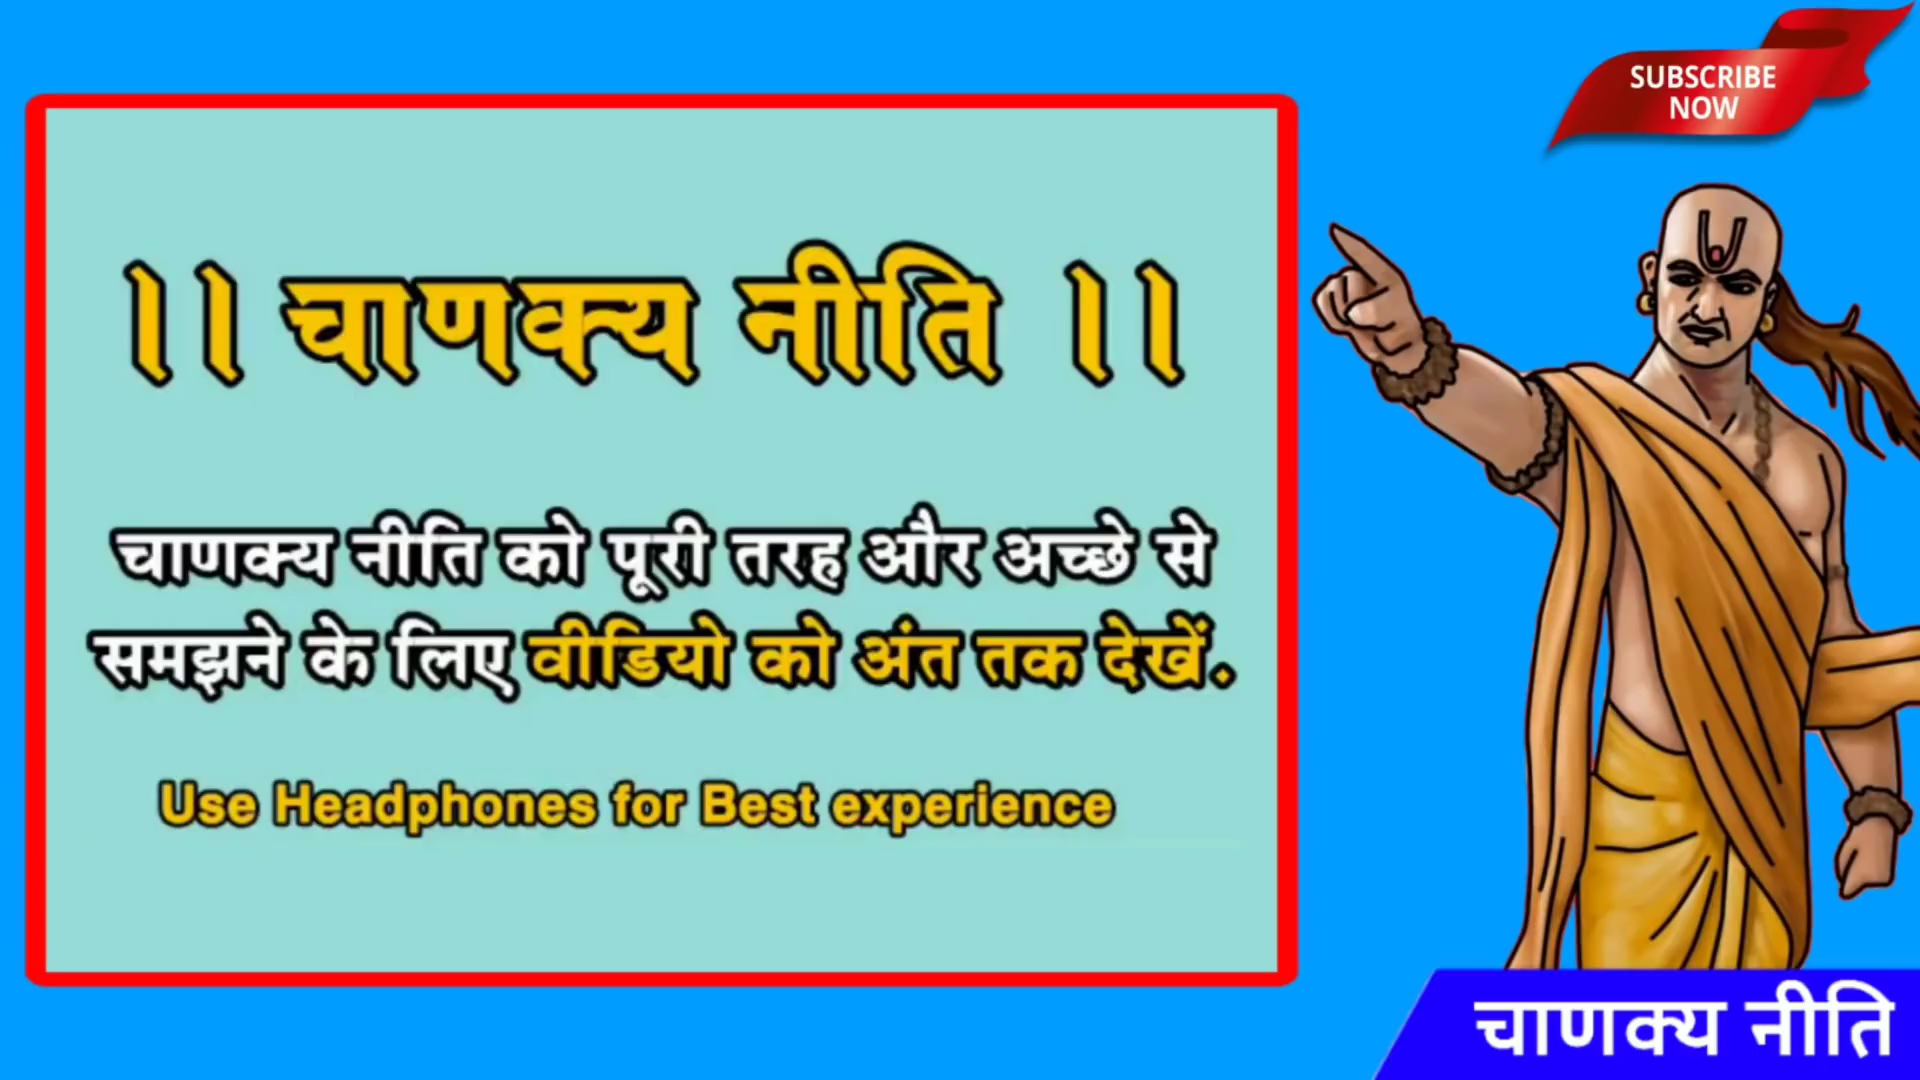 SUBSCRIBE
NOW
।। चाणक्य नीति ।।
चाणक्य नीति को पूरी तरह और अच्छे से
समझने के लिए वीडियो को अंत तक देखें.
Use Headphones for Best experience
चाणक्य नीति